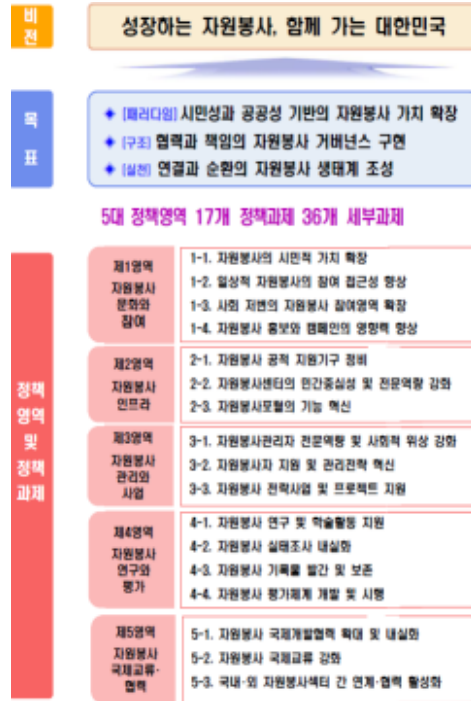 비
전
성장하는 자원봉사, 함께 가는 대한민국
목
표
◆ [패러다임] 시민성과 공공성 기반의 자원봉사 가치 확장
◆ [구조] 협력과 책임의 자원봉사 거버넌스 구현
◆ [실천] 연결과 순환의 자원봉사 생태계 조성
5대 정책영역 17개 정책과제 36개 세부과제
정책
영역
및
정책
과제
제1영역
자원봉사
문화와
참여
1-1. 자원봉사의 시민적 가치 확장
1-2. 일상적 자원봉사의 참여 접근성 향상
1-3. 사회 저변의 자원봉사 참여영역 확장
1-4. 자원봉사 홍보와 캠페인의 영향력 향상
제2영역
자원봉사
인프라
2-1. 자원봉사 공적 지원기구 정비
2-2. 자원봉사센터의 민간중심성 및 전문역량 강화
2-3. 자원봉사포털의 기능 혁신
제3영역
자원봉사
관리와
사업
3-1. 자원봉사관리자 전문역량 및 사회적 위상 강화
3-2. 자원봉사자 지원 및 관리전략 혁신
3-3. 자원봉사 전략사업 및 프로젝트 지원
제4영역
자원봉사
연구와
평가
4-1. 자원봉사 연구 및 학술활동 지원
4-2. 자원봉사 실태조사 내실화
4-3. 자원봉사 기록물 발간 및 보존
4-4. 자원봉사 평가체계 개발 및 시행
제5영역
자원봉사
국제교류·
협력
5-1. 자원봉사 국제개발협력 확대 및 내실화
5-2. 자원봉사 국제교류 강화
5-3. 국내·외 자원봉사섹터 간 연계·협력 활성화